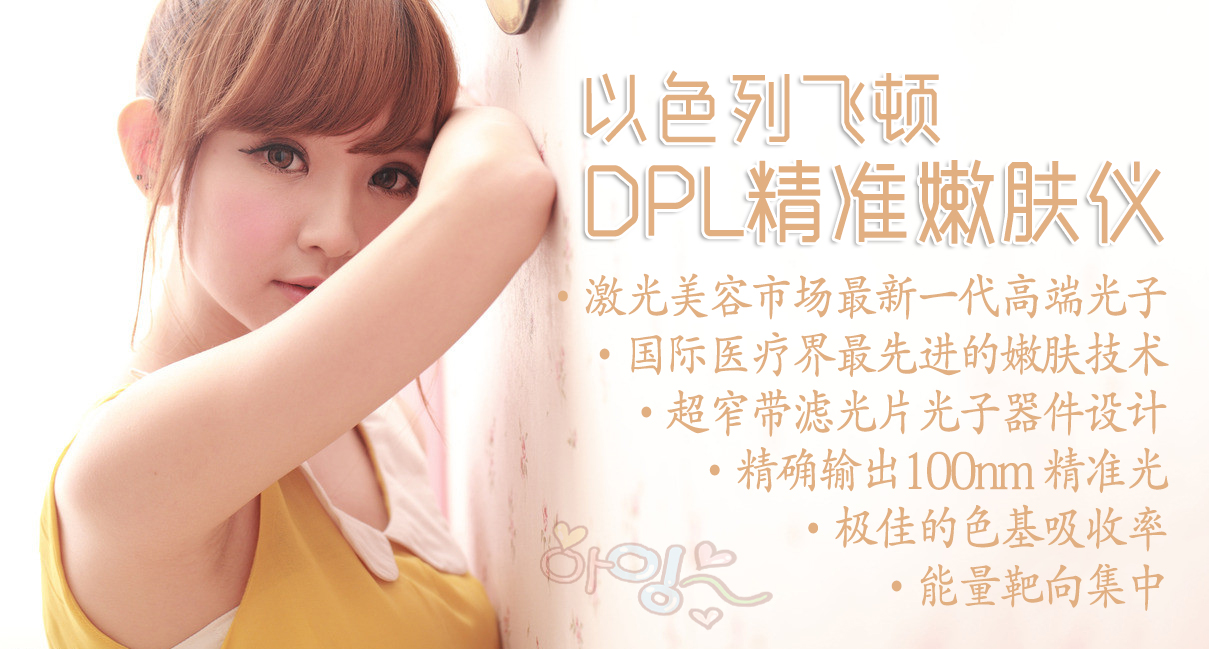 以色列飞顿
DPL精准嫩肤仪
• 激光美容市场最新一代高端光子
• 国际医疗界最先进的嫩肤技术
• 超窄带滤光片光子器件设计
• 精确输出100nm 精准光
• 极佳的色基吸收率
• 能量靶向集中
하잉